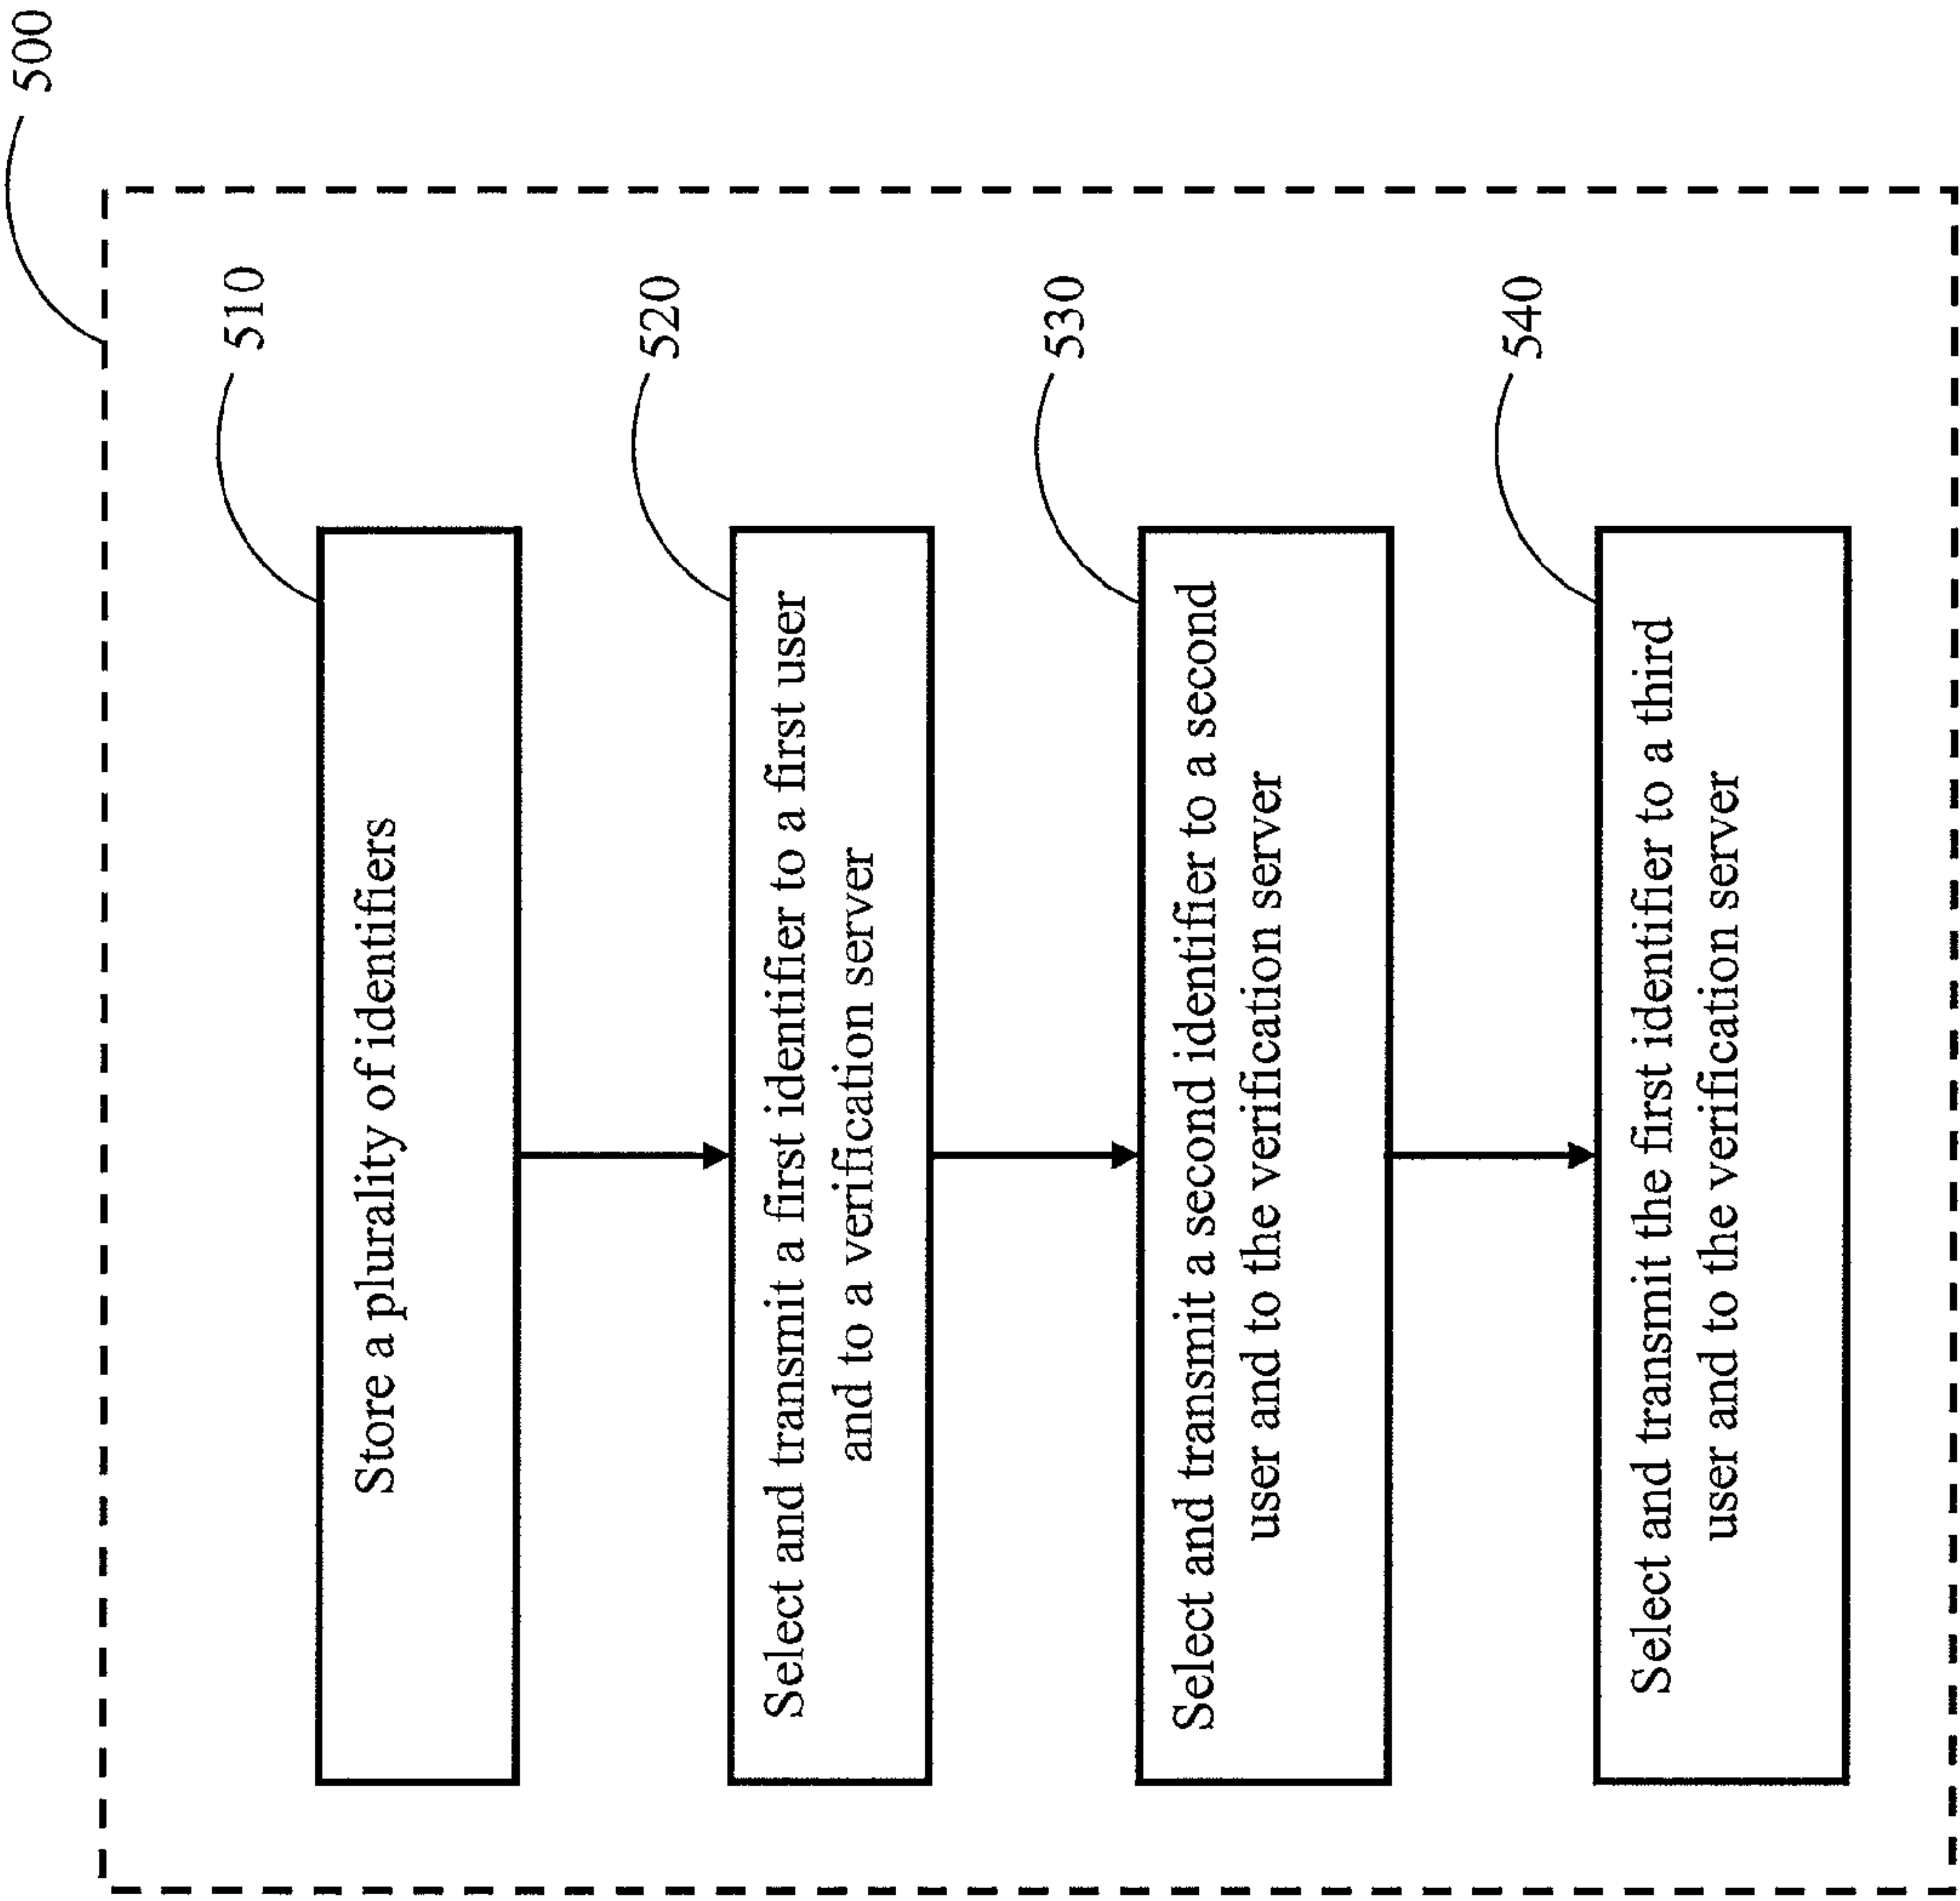 500
510
Store a plurality of identifiers
520
Select and transmit a first identifier to a first user
and to a verification server
530
Select and transmit a second identifier to a second
user and to the verification server
540
Select and transmit the first identifier to a third
user and to the verification server